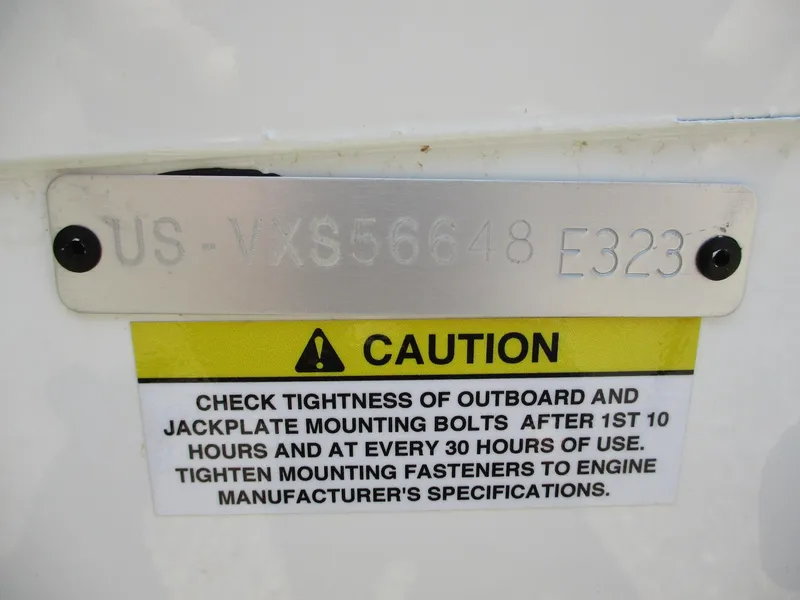 US-VXS56648 E323
CAUTION
CHECK TIGHTNESS OF OUTBOARD AND
JACKPLATE MOUNTING BOLTS AFTER 1ST 10
HOURS AND AT EVERY 30 HOURS OF USE.
TIGHTEN MOUNTING FASTENERS TO ENGINE
MANUFACTURER'S SPECIFICATIONS.